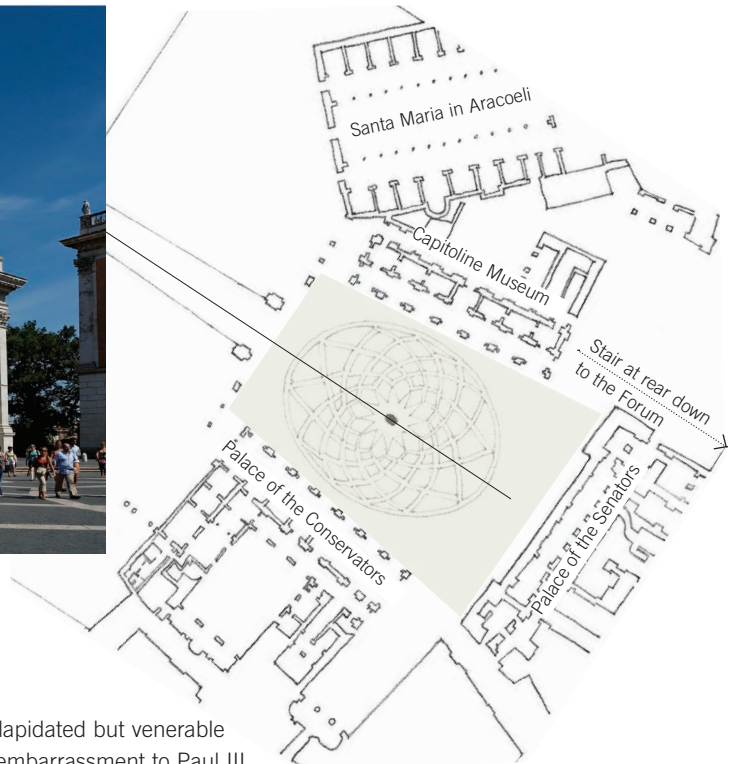 Santa Maria in Aracoeli
Capitoline Museum
Stair at rear down
to the Forum
Palace of the Conservators
Palace of the Senators
lapidated but venerable
embarrassment to Paul III